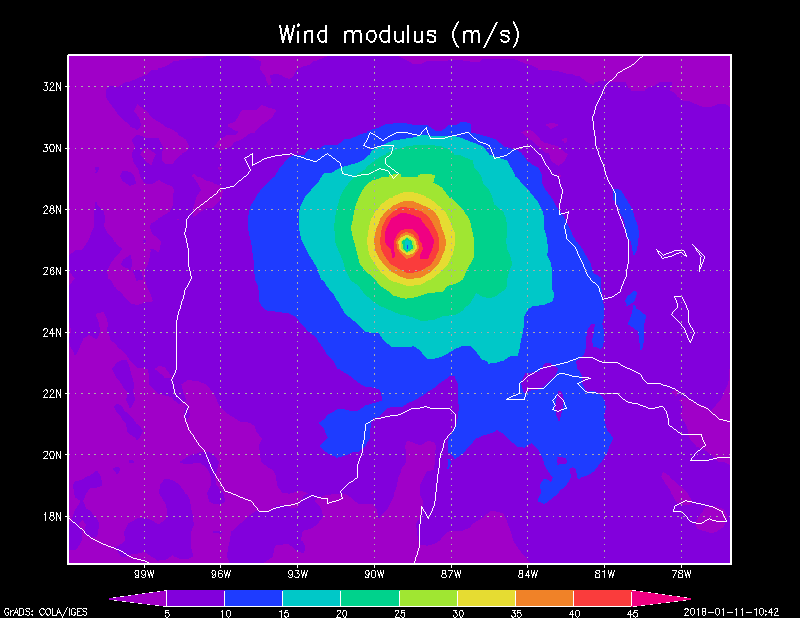 Wind modulus (m/s)
32N
30N
28N
26N
24N
22N
20N
18N
99W 96W 93W 90W 87W 84W 81W 78W
5 10 15 20 25 30 35 40 45
GrADS: COLA/IGES 2018-01-11-10:42